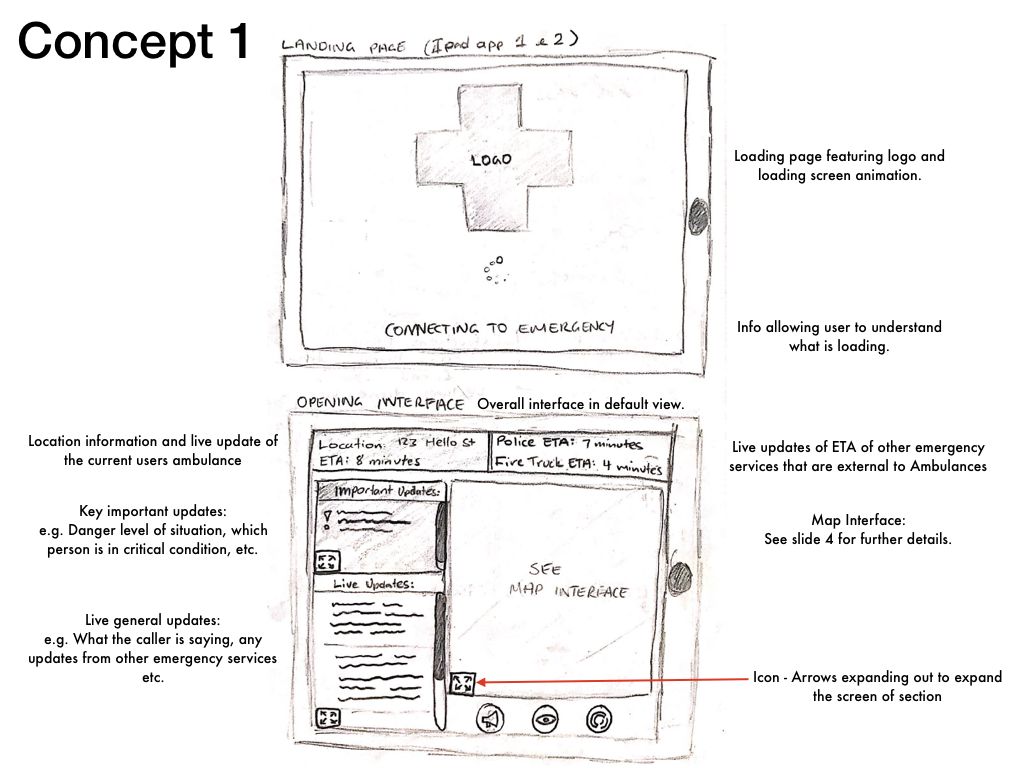 Concept 1
LANDING PAGE (Ipad app 1 & 2)
LOGO
CONNECTING TO EMERGENCY
Loading page featuring logo and
loading screen animation.
Info allowing user to understand
what is loading.
OPENING INTERFACE Overall interface in default view.
Location information and live update of
the current users ambulance
Key important updates:
e.g. Danger level of situation, which
person is in critical condition, etc.
Live general updates:
e.g. What the caller is saying, any
updates from other emergency services
etc.
Location: 123 Hello St
ETA: 8 minutes
Police ETA: 7 minutes
Fire Truck ETA: 4 minutes
Important Updates:
Live Updates:
SEE
MAP INTERFACE
Live updates of ETA of other emergency
services that are external to Ambulances
Map Interface:
See slide 4 for further details.
Icon - Arrows expanding out to expand
the screen of section